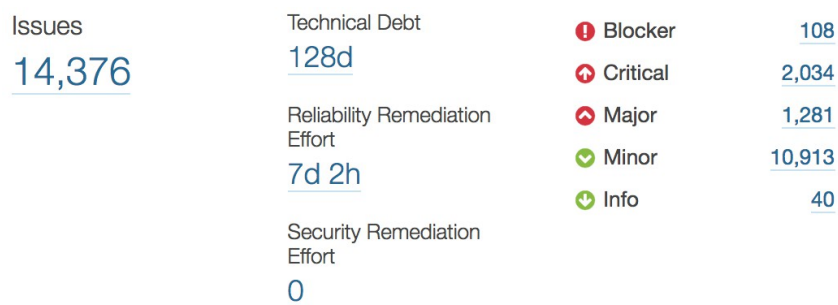 Issues
14,376
Technical Debt
128d
Reliability Remediation
Effort
7d 2h
Security Remediation
Effort
0
Blocker 108
Critical 2,034
Major 1,281
Minor 10,913
Info 40